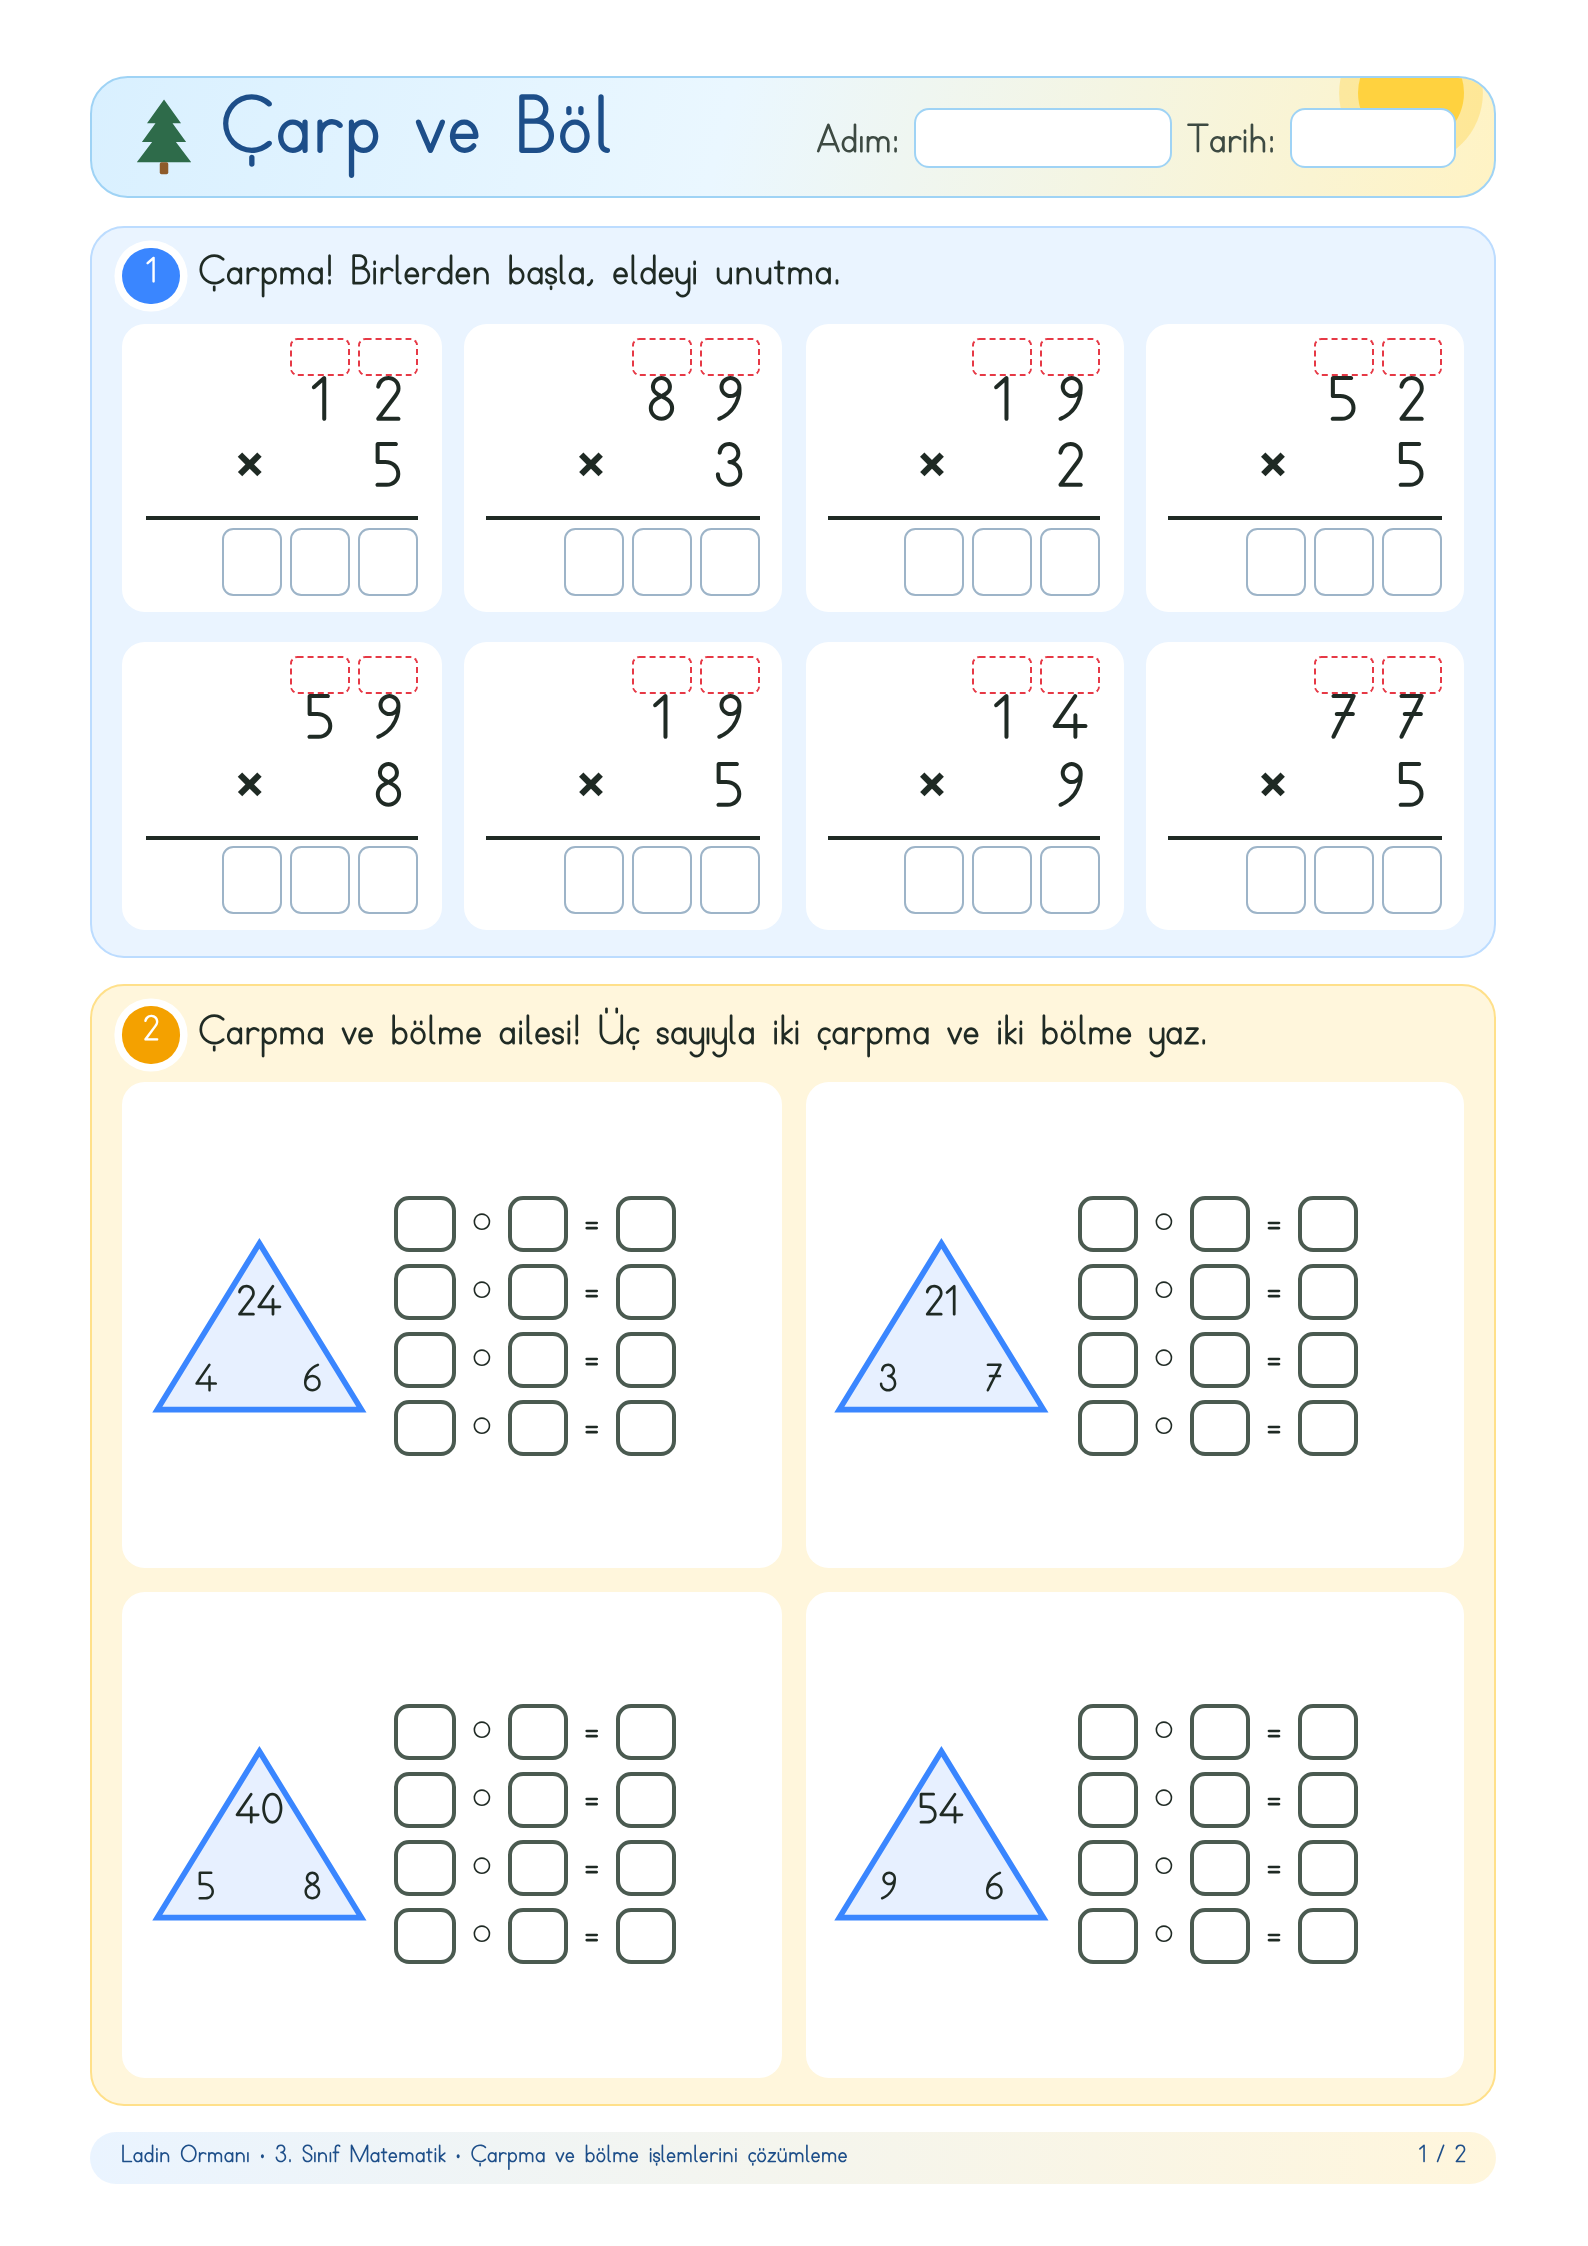 Çarp ve Böl
Adım: Tarih:
1 Çarpma! Birlerden başla, eldeyi unutma.
1 2 8 9 1 9 5 2
× 5 × 3 × 2 × 5
5 9 1 9 1 4 7 7
× 8 × 5 × 9 × 5
2 Çarpma ve bölme ailesi! Üç sayıyla iki çarpma ve iki bölme yaz.
○ = ○ =
24 ○ = 21 ○ =
4 6 ○ = 3 7 ○ =
○ = ○ =
○ = ○ =
40 ○ = 54 ○ =
5 8 ○ = 9 6 ○ =
○ = ○ =
Ladin Ormanı • 3. Sınıf Matematik • Çarpma ve bölme işlemlerini çözümleme 1 / 2